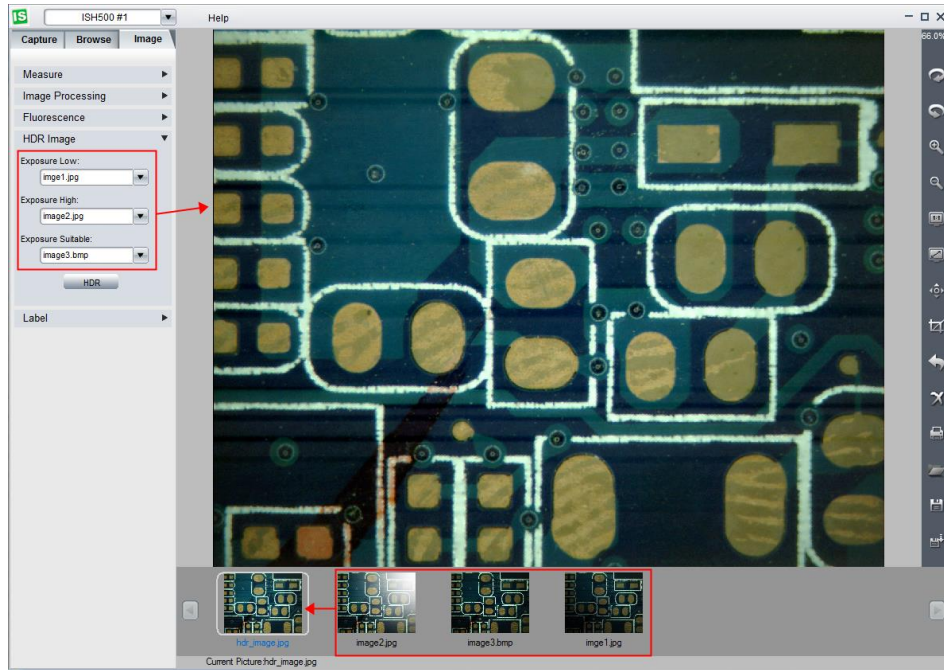 IS
ISH500 #1
Help
Capture
Browse
Image
66.0%
Measure
Image Processing
Fluorescence
HDR Image
Exposure Low:
imge1.jpg
Exposure High:
image2.jpg
Exposure Suitable:
image3.bmp
HDR
Label
hdr_image.jpg
image2.jpg
image3.bmp
imge1.jpg
Current Picture:hdr_image.jpg